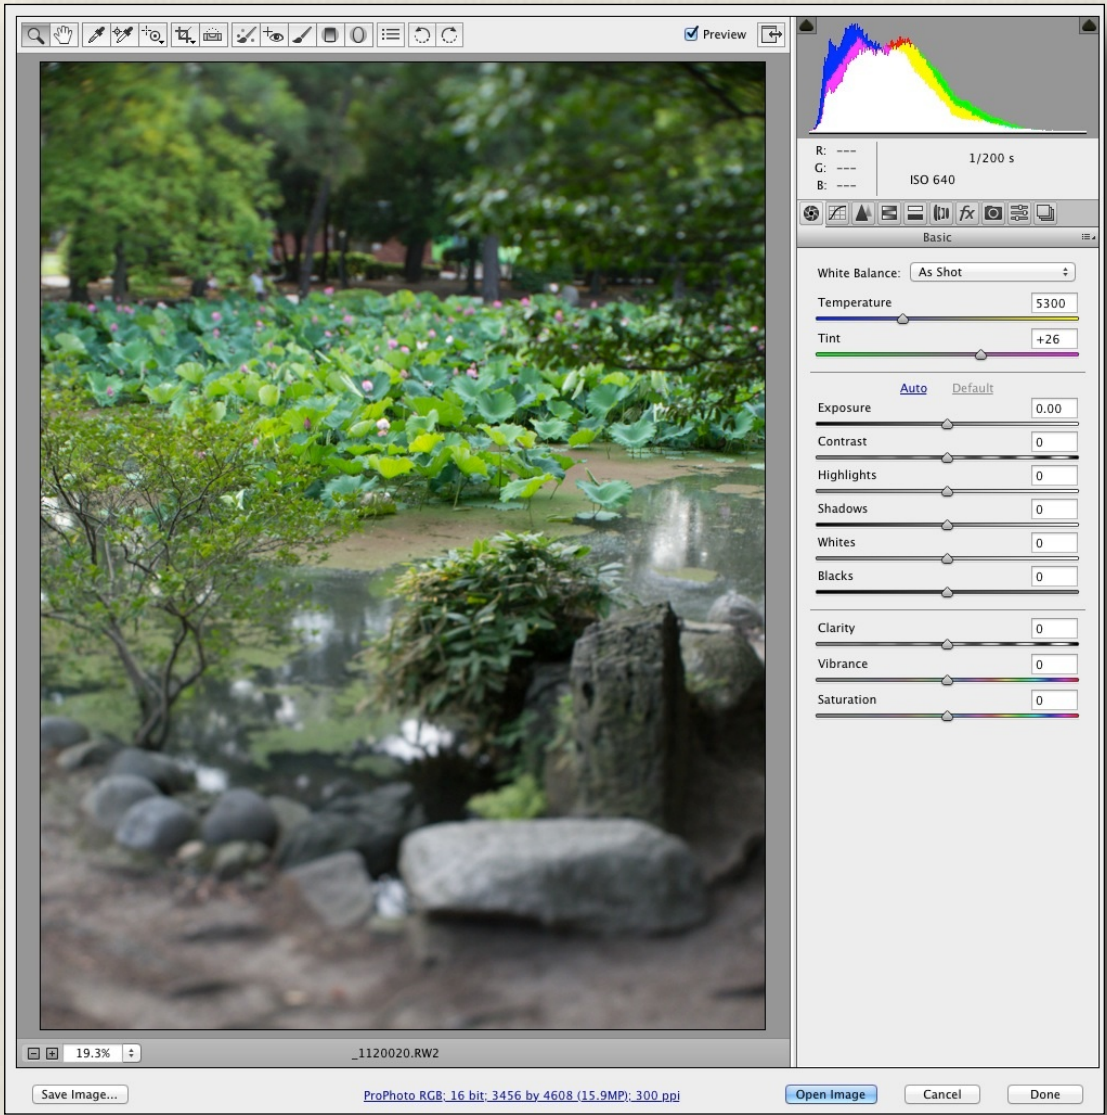 Preview
R: ---
G: ---
B: ---
1/200 s
ISO 640
Basic
White Balance: As Shot
Temperature 5300
Tint +26
Auto Default
Exposure 0.00
Contrast 0
Highlights 0
Shadows 0
Whites 0
Blacks 0
Clarity 0
Vibrance 0
Saturation 0
19.3% _1120020.RW2
Save Image... ProPhoto RGB; 16 bit; 3456 by 4608 (15.9MP); 300 ppi Open Image Cancel Done